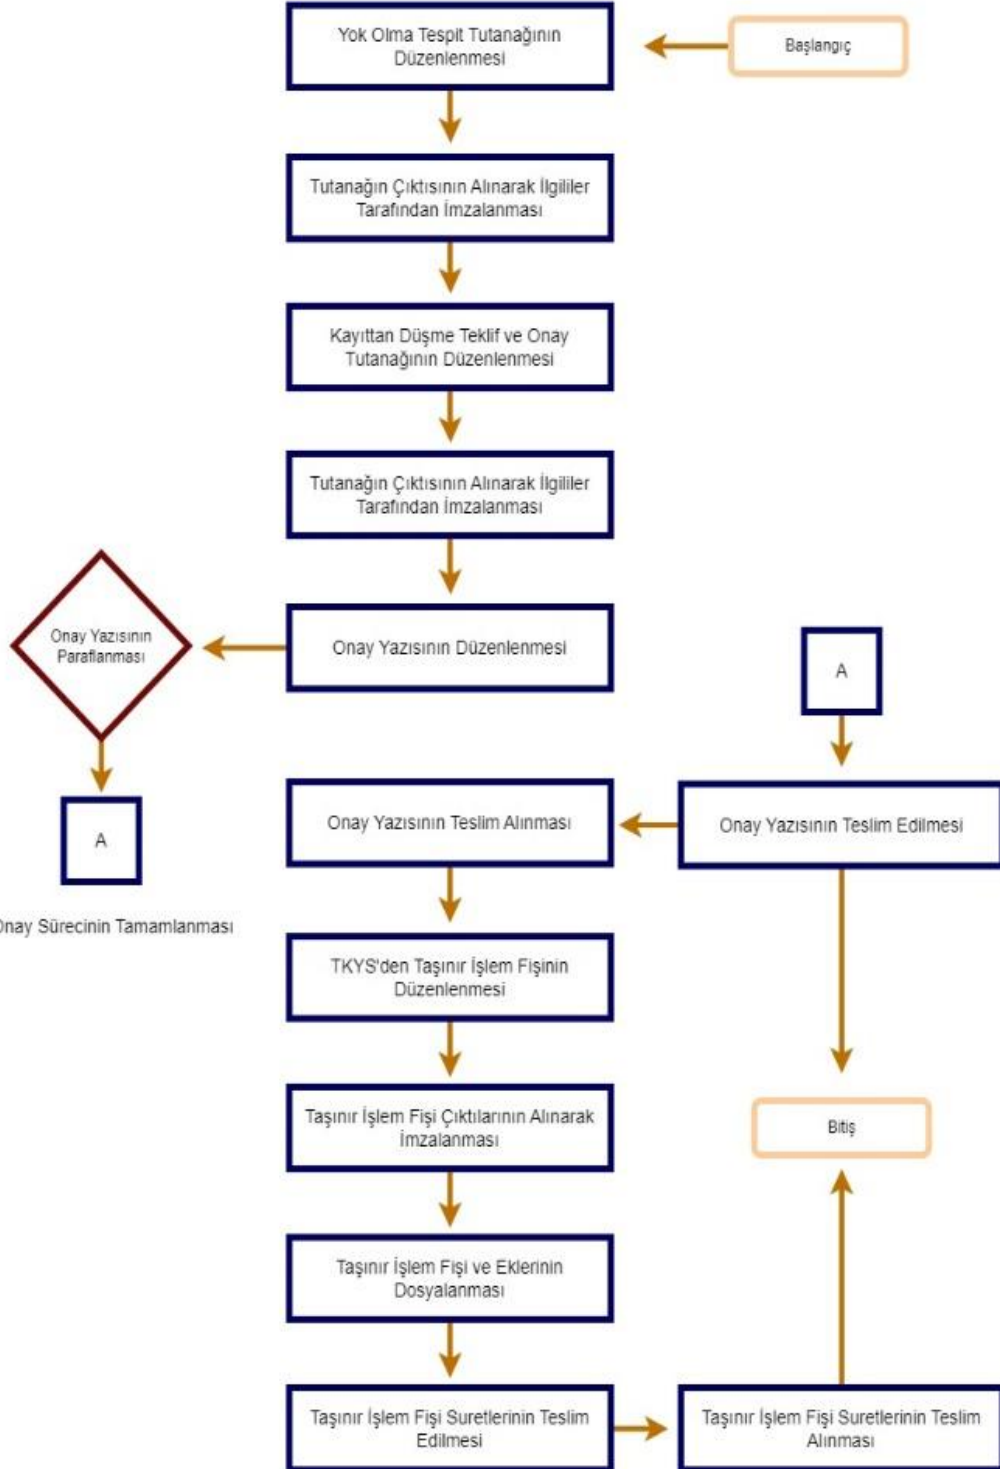 Yok Olma Tespit Tutanağının
Düzenlenmesi
Başlangıç
Tutanağın Çıktısının Alınarak İlgililer
Tarafından İmzalanması
Kayıttan Düşme Teklif ve Onay
Tutanağının Düzenlenmesi
Tutanağın Çıktısının Alınarak İlgililer
Tarafından İmzalanması
Onay Yazısının Düzenlenmesi
Onay Yazısının
Paraflanması
A
Onay Sürecinin Tamamlanması
A
Onay Yazısının Teslim Edilmesi
Onay Yazısının Teslim Alınması
TKYS'den Taşınır İşlem Fişinin
Düzenlenmesi
Taşınır İşlem Fişi Çıktılarının Alınarak
İmzalanması
Taşınır İşlem Fişi ve Eklerinin
Dosyalanması
Taşınır İşlem Fişi Suretlerinin Teslim
Edilmesi
Taşınır İşlem Fişi Suretlerinin Teslim
Alınması
Bitiş